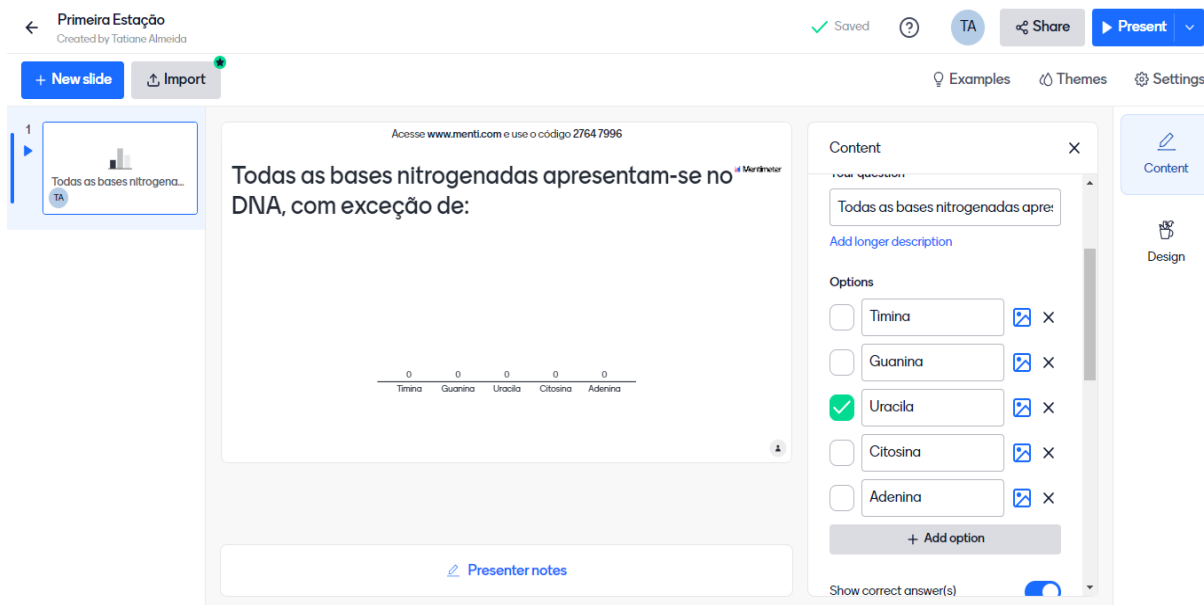 Primeira Estação
Created by Tatiane Almeida
Saved
?
TA
Share
Present
+ New slide
Import
Examples
Themes
Settings
1
Todas as bases nitrogena...
TA
Acesse www.menti.com e use o código 2764 7996
Mentimeter
Todas as bases nitrogenadas apresentam-se no
DNA, com exceção de:
0 0 0 0 0
Timina Guanina Uracila Citosina Adenina
Presenter notes
Content
Your question
Todas as bases nitrogenadas apres
Add longer description
Options
Timina
Guanina
Uracila
Citosina
Adenina
+ Add option
Show correct answer(s)
Content
Design